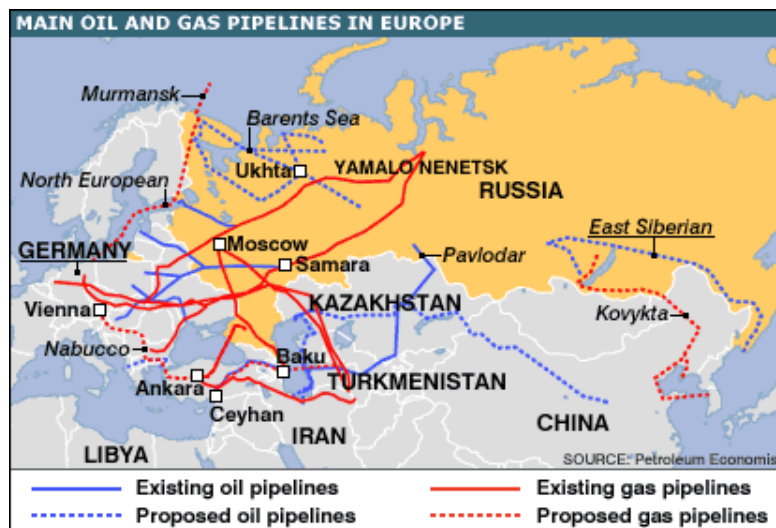 MAIN OIL AND GAS PIPELINES IN EUROPE
Murmansk
Barents Sea
Ukhta
YAMALO NENETSK
North European
RUSSIA
East Siberian
GERMANY
Moscow
Pavlodar
Samara
Vienna
KAZAKHSTAN
Kovykta
Nabucco
Baku
Ankara
TURKMENISTAN
Ceyhan
CHINA
IRAN
LIBYA
SOURCE: Petroleum Economis
Existing oil pipelines
Existing gas pipelines
Proposed oil pipelines
Proposed gas pipelines